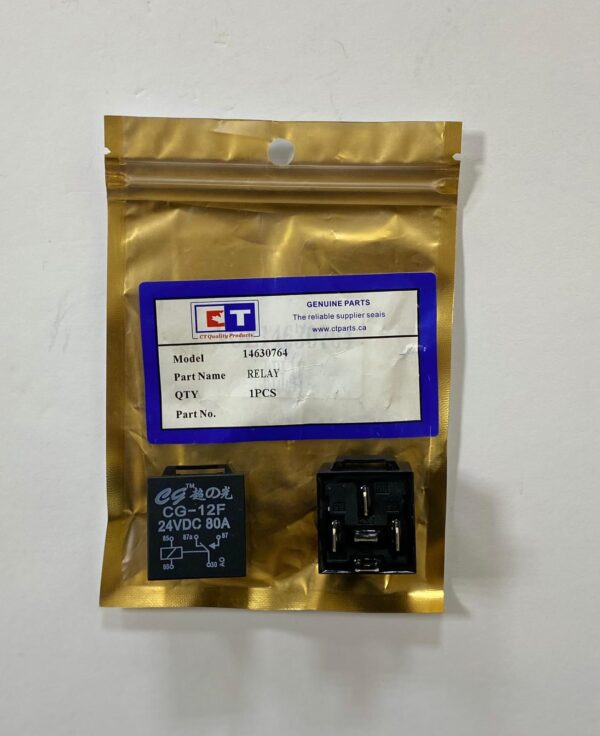 CT
CT Quality Products
GENUINE PARTS
The reliable supplier seals
www.ctparts.ca
Model 14630764
Part Name RELAY
QTY 1PCS
Part No.
CG™ 超の光
CG-12F
24VDC 80A
85 87a 87
86 30